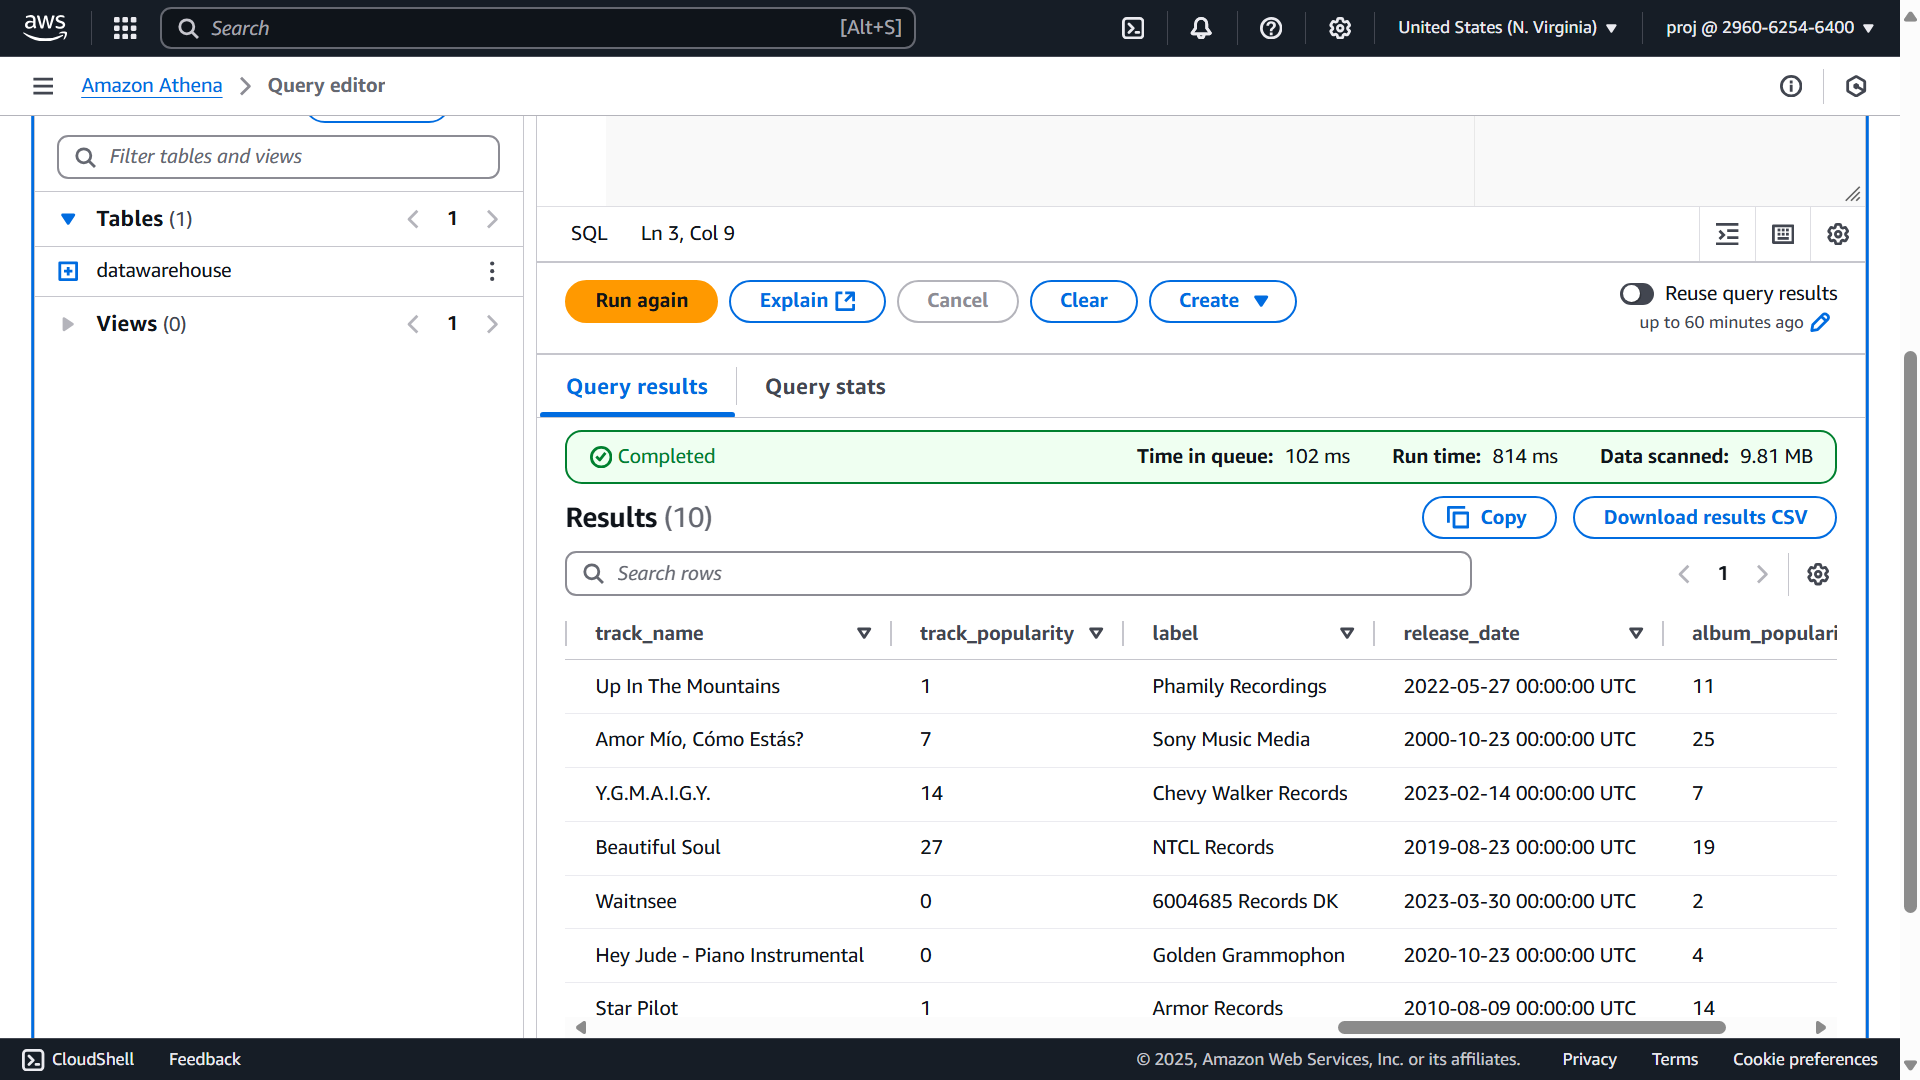 aws
Search [Alt+S]
United States (N. Virginia)
proj @ 2960-6254-6400
Amazon Athena
Query editor
Filter tables and views
Tables (1)
1
datawarehouse
Views (0)
1
SQL Ln 3, Col 9
Run again Explain Cancel Clear Create
Reuse query results
up to 60 minutes ago
Query results Query stats
Completed Time in queue: 102 ms Run time: 814 ms Data scanned: 9.81 MB
Results (10) Copy Download results CSV
Search rows 1
track_name track_popularity label release_date album_populari
Up In The Mountains 1 Phamily Recordings 2022-05-27 00:00:00 UTC 11
Amor Mío, Cómo Estás? 7 Sony Music Media 2000-10-23 00:00:00 UTC 25
Y.G.M.A.I.G.Y. 14 Chevy Walker Records 2023-02-14 00:00:00 UTC 7
Beautiful Soul 27 NTCL Records 2019-08-23 00:00:00 UTC 19
Waitnsee 0 6004685 Records DK 2023-03-30 00:00:00 UTC 2
Hey Jude - Piano Instrumental 0 Golden Grammophon 2020-10-23 00:00:00 UTC 4
Star Pilot 1 Armor Records 2010-08-09 00:00:00 UTC 14
CloudShell Feedback © 2025, Amazon Web Services, Inc. or its affiliates. Privacy Terms Cookie preferences